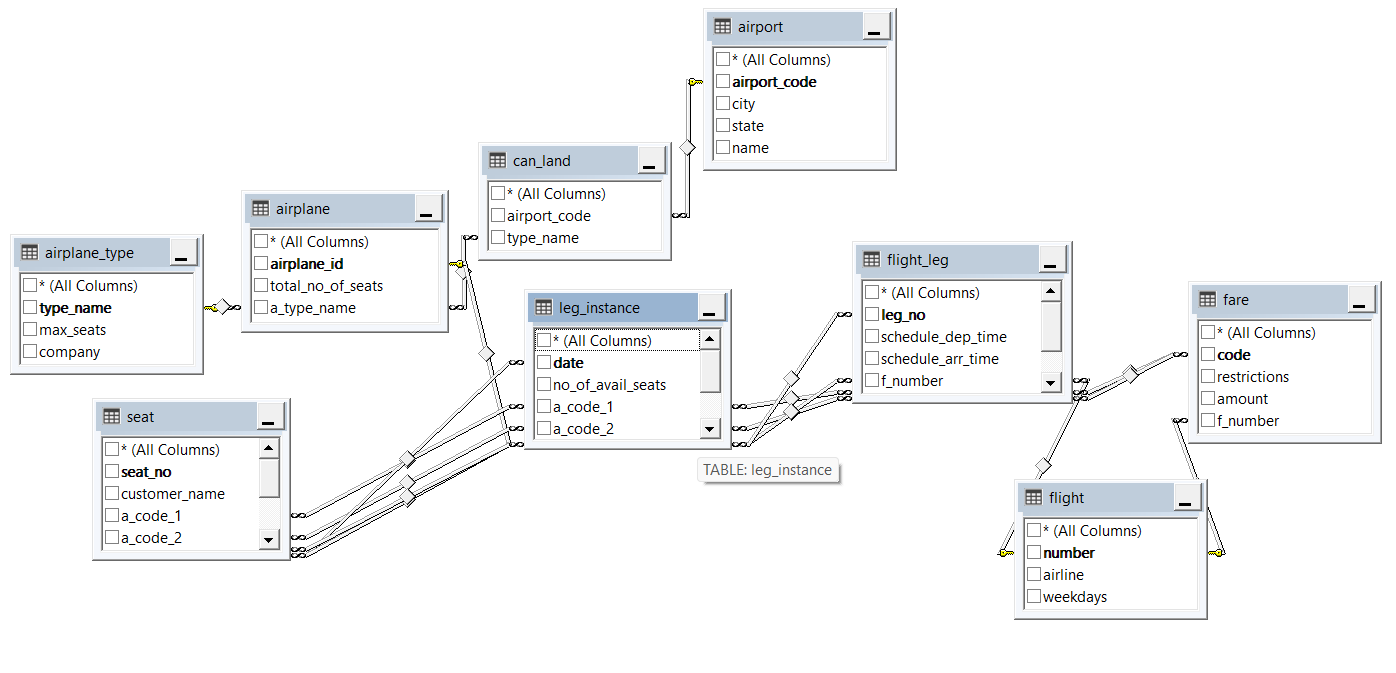 airport
* (All Columns)
airport_code
city
state
name
can_land
* (All Columns)
airport_code
type_name
airplane
* (All Columns)
airplane_id
total_no_of_seats
a_type_name
airplane_type
* (All Columns)
type_name
max_seats
company
leg_instance
* (All Columns)
date
no_of_avail_seats
a_code_1
a_code_2
flight_leg
* (All Columns)
leg_no
schedule_dep_time
schedule_arr_time
f_number
fare
* (All Columns)
code
restrictions
amount
f_number
seat
* (All Columns)
seat_no
customer_name
a_code_1
a_code_2
TABLE: leg_instance
flight
* (All Columns)
number
airline
weekdays